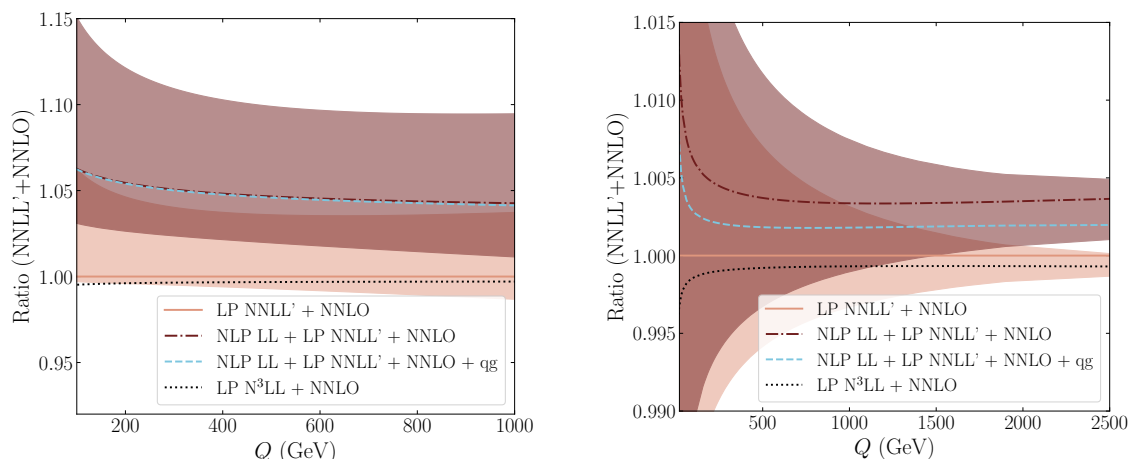 1.15
1.10
1.05
1.00
0.95
Ratio (NNLL'+NNLO)
LP NNLL' + NNLO
NLP LL + LP NNLL' + NNLO
NLP LL + LP NNLL' + NNLO + qg
LP N³LL + NNLO
200 400 600 800 1000
Q (GeV)
1.015
1.010
1.005
1.000
0.995
0.990
Ratio (NNLL'+NNLO)
LP NNLL' + NNLO
NLP LL + LP NNLL' + NNLO
NLP LL + LP NNLL' + NNLO + qg
LP N³LL + NNLO
500 1000 1500 2000 2500
Q (GeV)